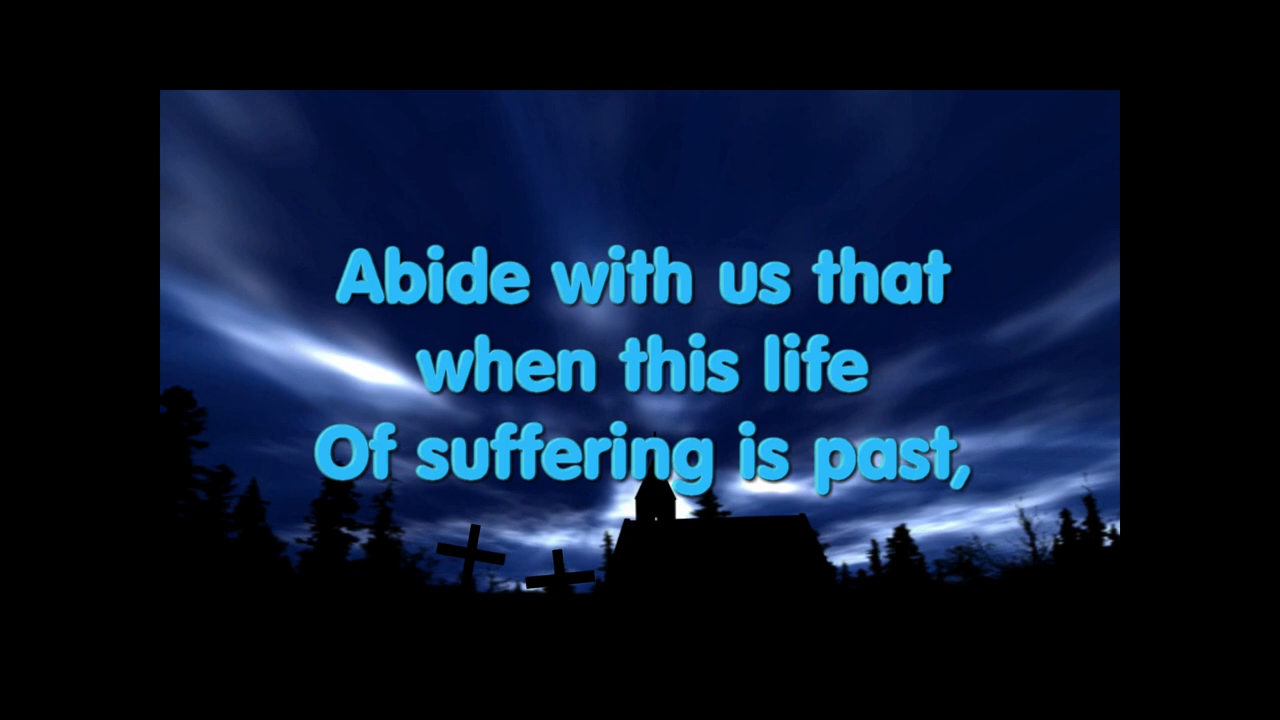 Abide with us that
when this life
Of suffering is past,